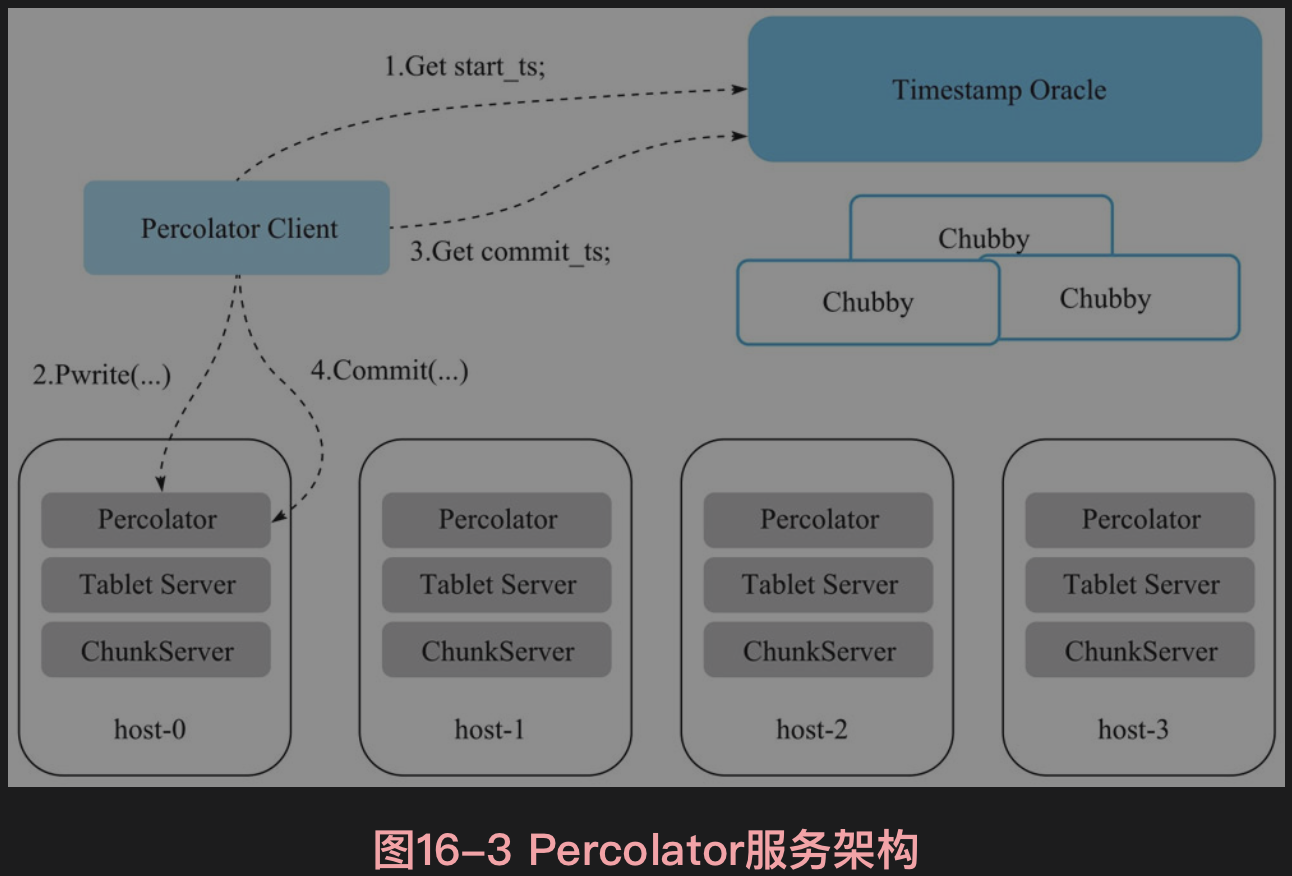 1.Get start_ts;
Timestamp Oracle
Percolator Client
3.Get commit_ts;
Chubby
Chubby
Chubby
2.Pwrite(...)
4.Commit(...)
Percolator
Tablet Server
ChunkServer
host-0
Percolator
Tablet Server
ChunkServer
host-1
Percolator
Tablet Server
ChunkServer
host-2
Percolator
Tablet Server
ChunkServer
host-3
图16-3 Percolator服务架构